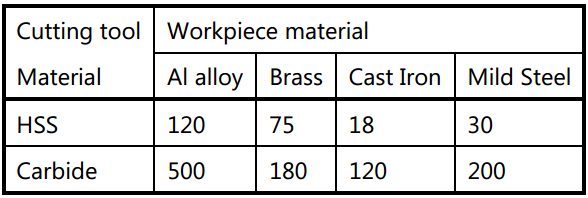 Cutting tool Workpiece material
Material Al alloy Brass Cast Iron Mild Steel
HSS 120 75 18 30
Carbide 500 180 120 200